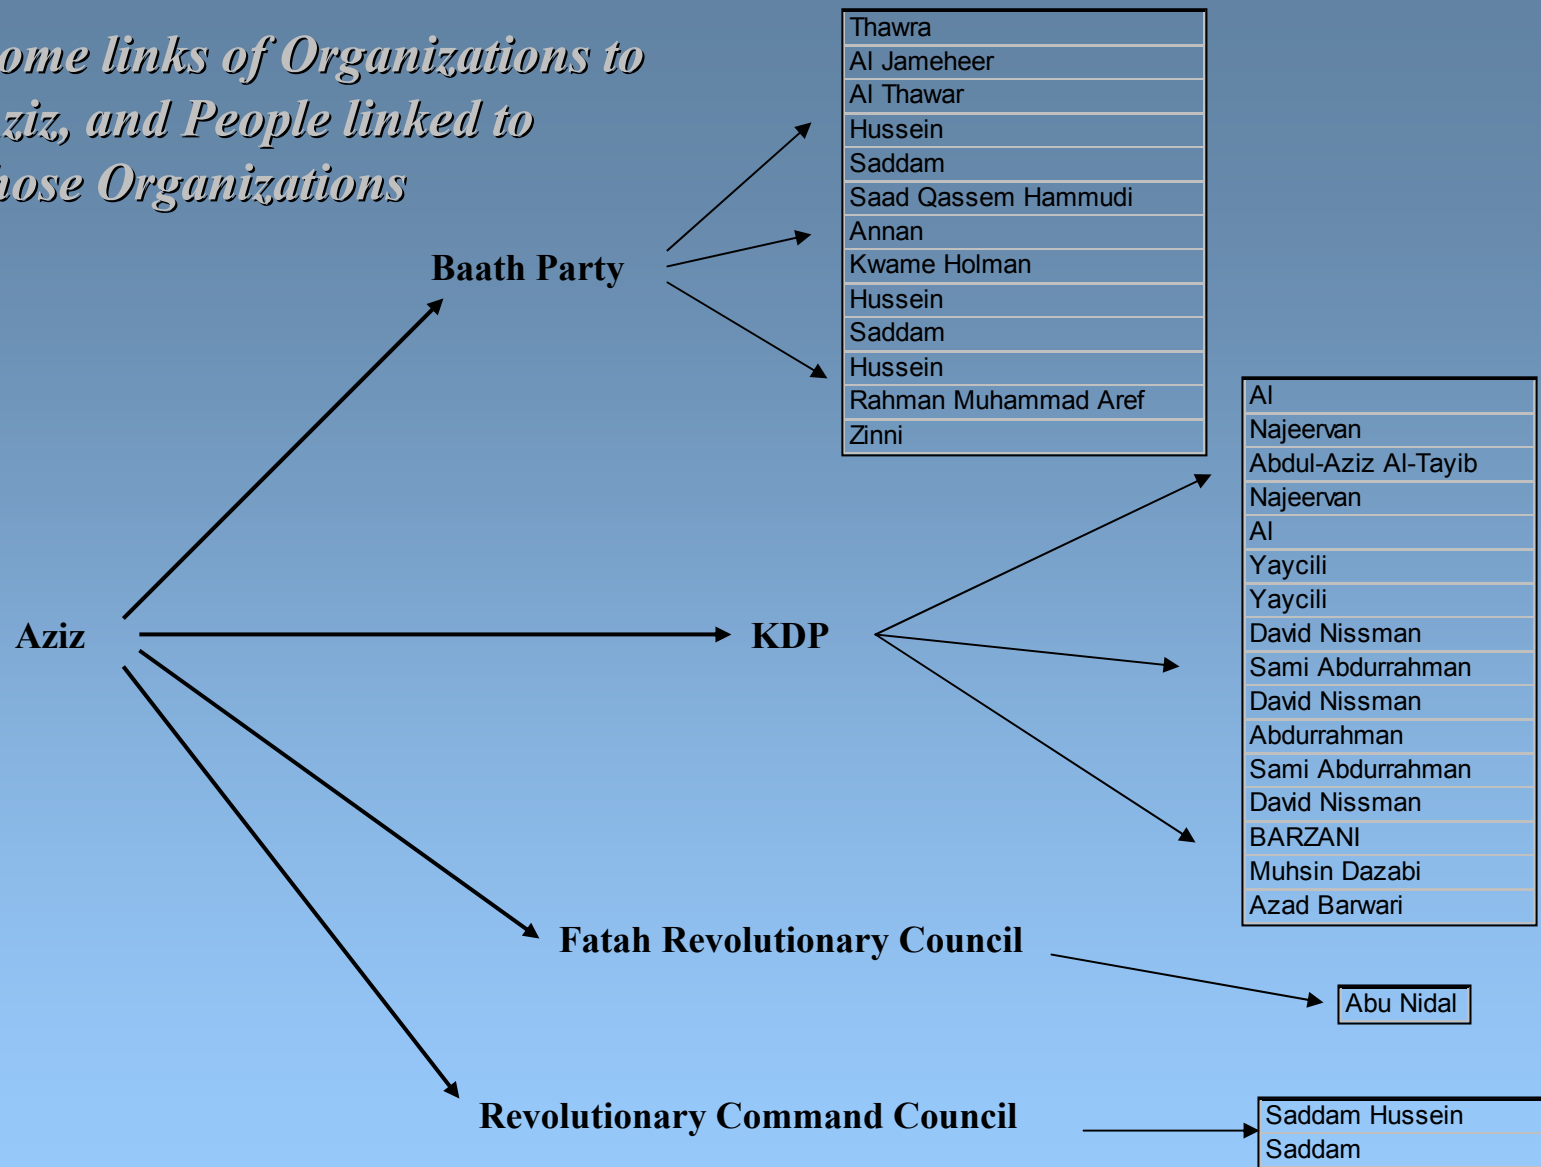 ome links of Organizations to
ziz, and People linked to
hose Organizations
Thawra
Al Jameheer
Al Thawar
Hussein
Saddam
Saad Qassem Hammudi
Annan
Kwame Holman
Hussein
Saddam
Hussein
Rahman Muhammad Aref
Zinni
Baath Party
Al
Najeervan
Abdul-Aziz Al-Tayib
Najeervan
Al
Yaycili
Yaycili
David Nissman
Sami Abdurrahman
David Nissman
Abdurrahman
Sami Abdurrahman
David Nissman
BARZANI
Muhsin Dazabi
Azad Barwari
Aziz
KDP
Fatah Revolutionary Council
Abu Nidal
Revolutionary Command Council
Saddam Hussein
Saddam